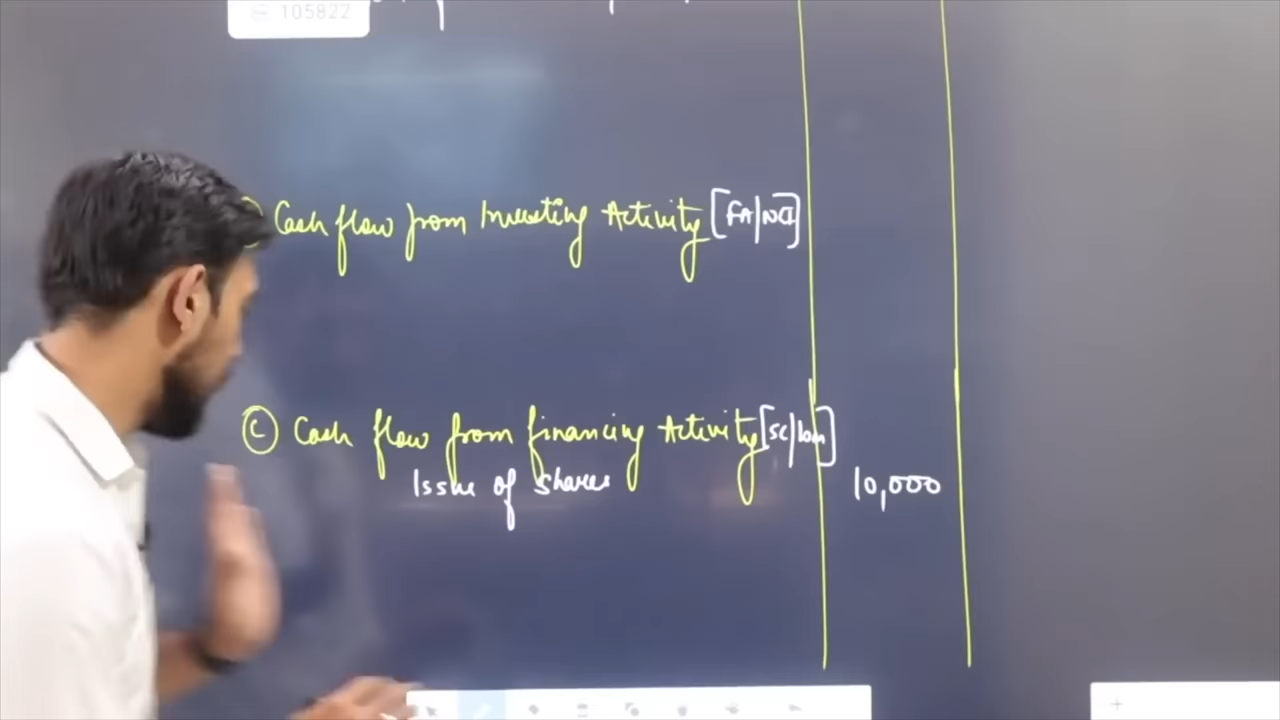 105822
Cash flow from Investing Activity [FA/NCI]
(C) Cash flow from financing Activity [SC/loan]
Issue of shares 10,000